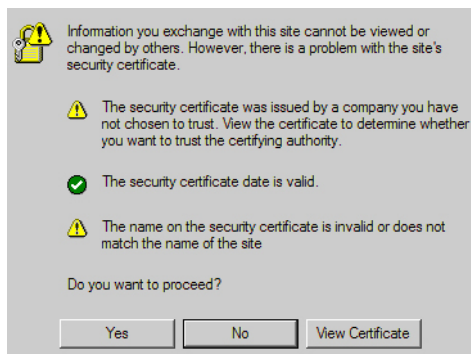 Information you exchange with this site cannot be viewed or
changed by others. However, there is a problem with the site's
security certificate.
The security certificate was issued by a company you have
not chosen to trust. View the certificate to determine whether
you want to trust the certifying authority.
The security certificate date is valid.
The name on the security certificate is invalid or does not
match the name of the site
Do you want to proceed?
Yes No View Certificate